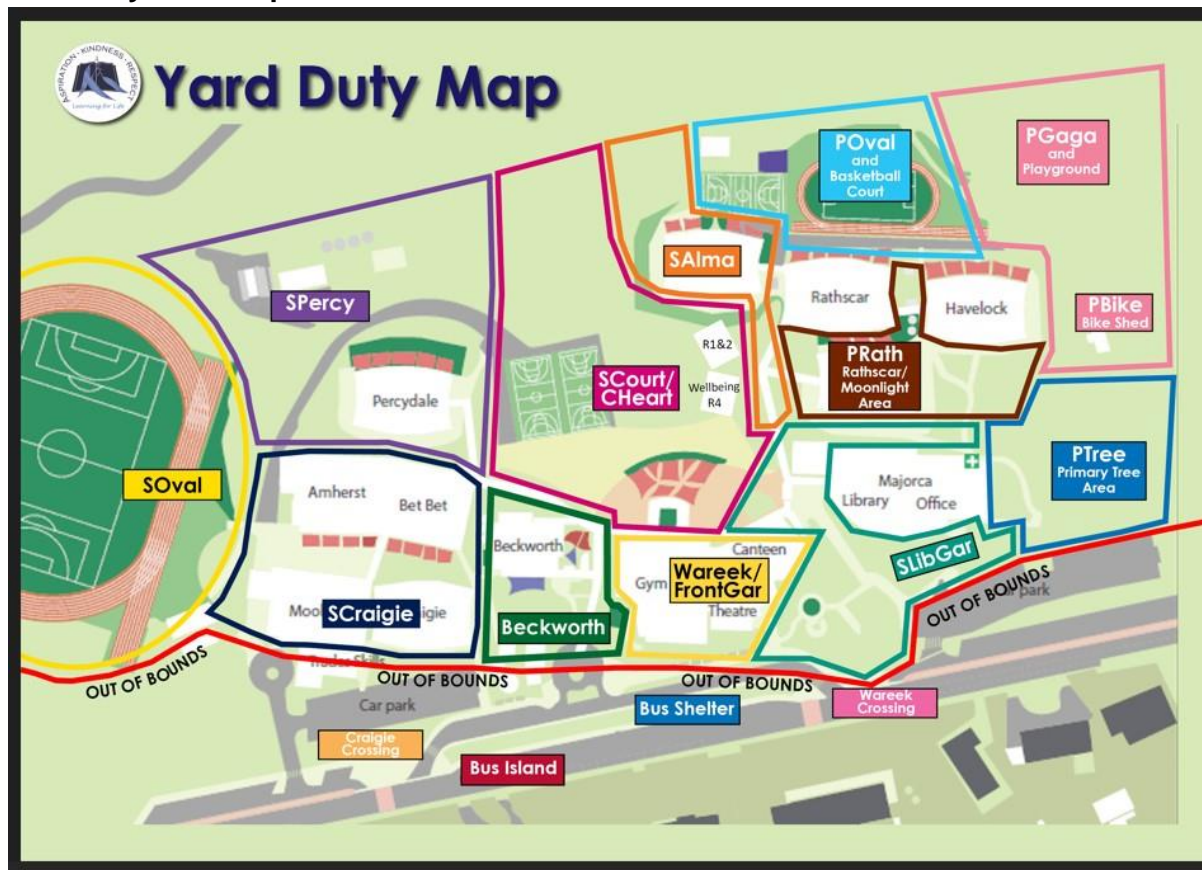 Yard Duty Map
ASPIRATION · KINDNESS · RESPECT
Learning for Life
POval
and
Basketball
Court
PGaga
and
Playground
SAlma
SPercy
Rathscar
Havelock
PBike
Bike Shed
R1&2
PRath
Rathscar/
Moonlight
Area
SCourt/
CHeart
Wellbeing
R4
Percydale
PTree
Primary Tree
Area
SOval
Amherst
Bet Bet
Majorca
Library
Office
Beckworth
Canteen
Wareek/
FrontGar
Gym
Theatre
SLibGar
SCraigie
Beckworth
OUT OF BOUNDS
OUT OF BOUNDS
OUT OF BOUNDS
OUT OF BOUNDS
Car park
Bus Shelter
Wareek
Crossing
Craigie
Crossing
Bus Island